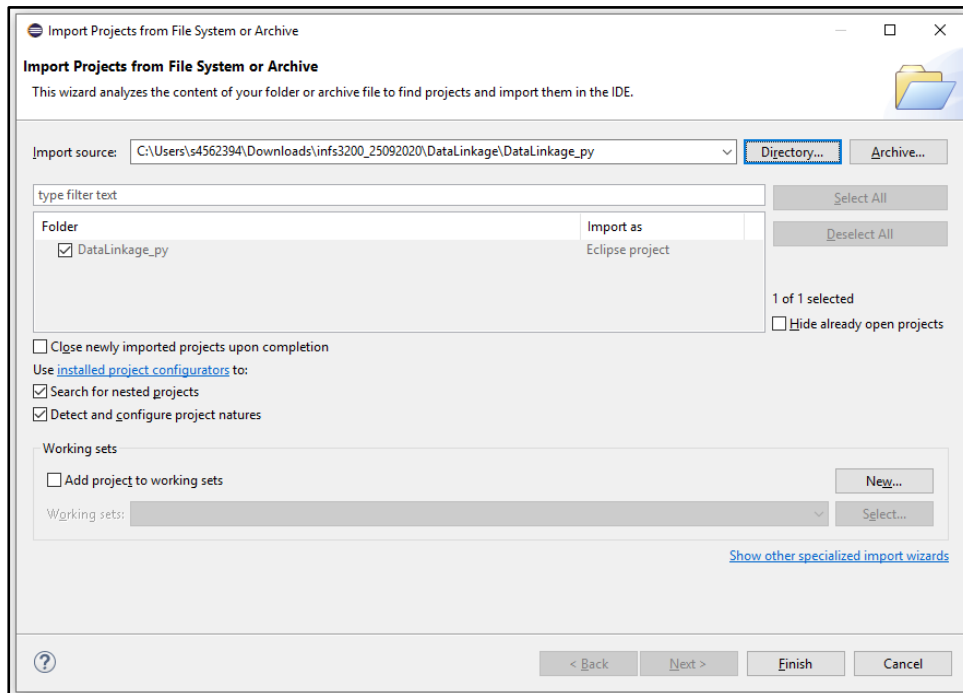 Import Projects from File System or Archive
Import Projects from File System or Archive
This wizard analyzes the content of your folder or archive file to find projects and import them in the IDE.
Import source: C:\Users\s4562394\Downloads\infs3200_25092020\DataLinkage\DataLinkage_py Directory... Archive...
type filter text Select All
Folder Import as Deselect All
DataLinkage_py Eclipse project
1 of 1 selected
Hide already open projects
Close newly imported projects upon completion
Use installed project configurators to:
Search for nested projects
Detect and configure project natures
Working sets
Add project to working sets New...
Working sets: Select...
Show other specialized import wizards
? < Back Next > Finish Cancel